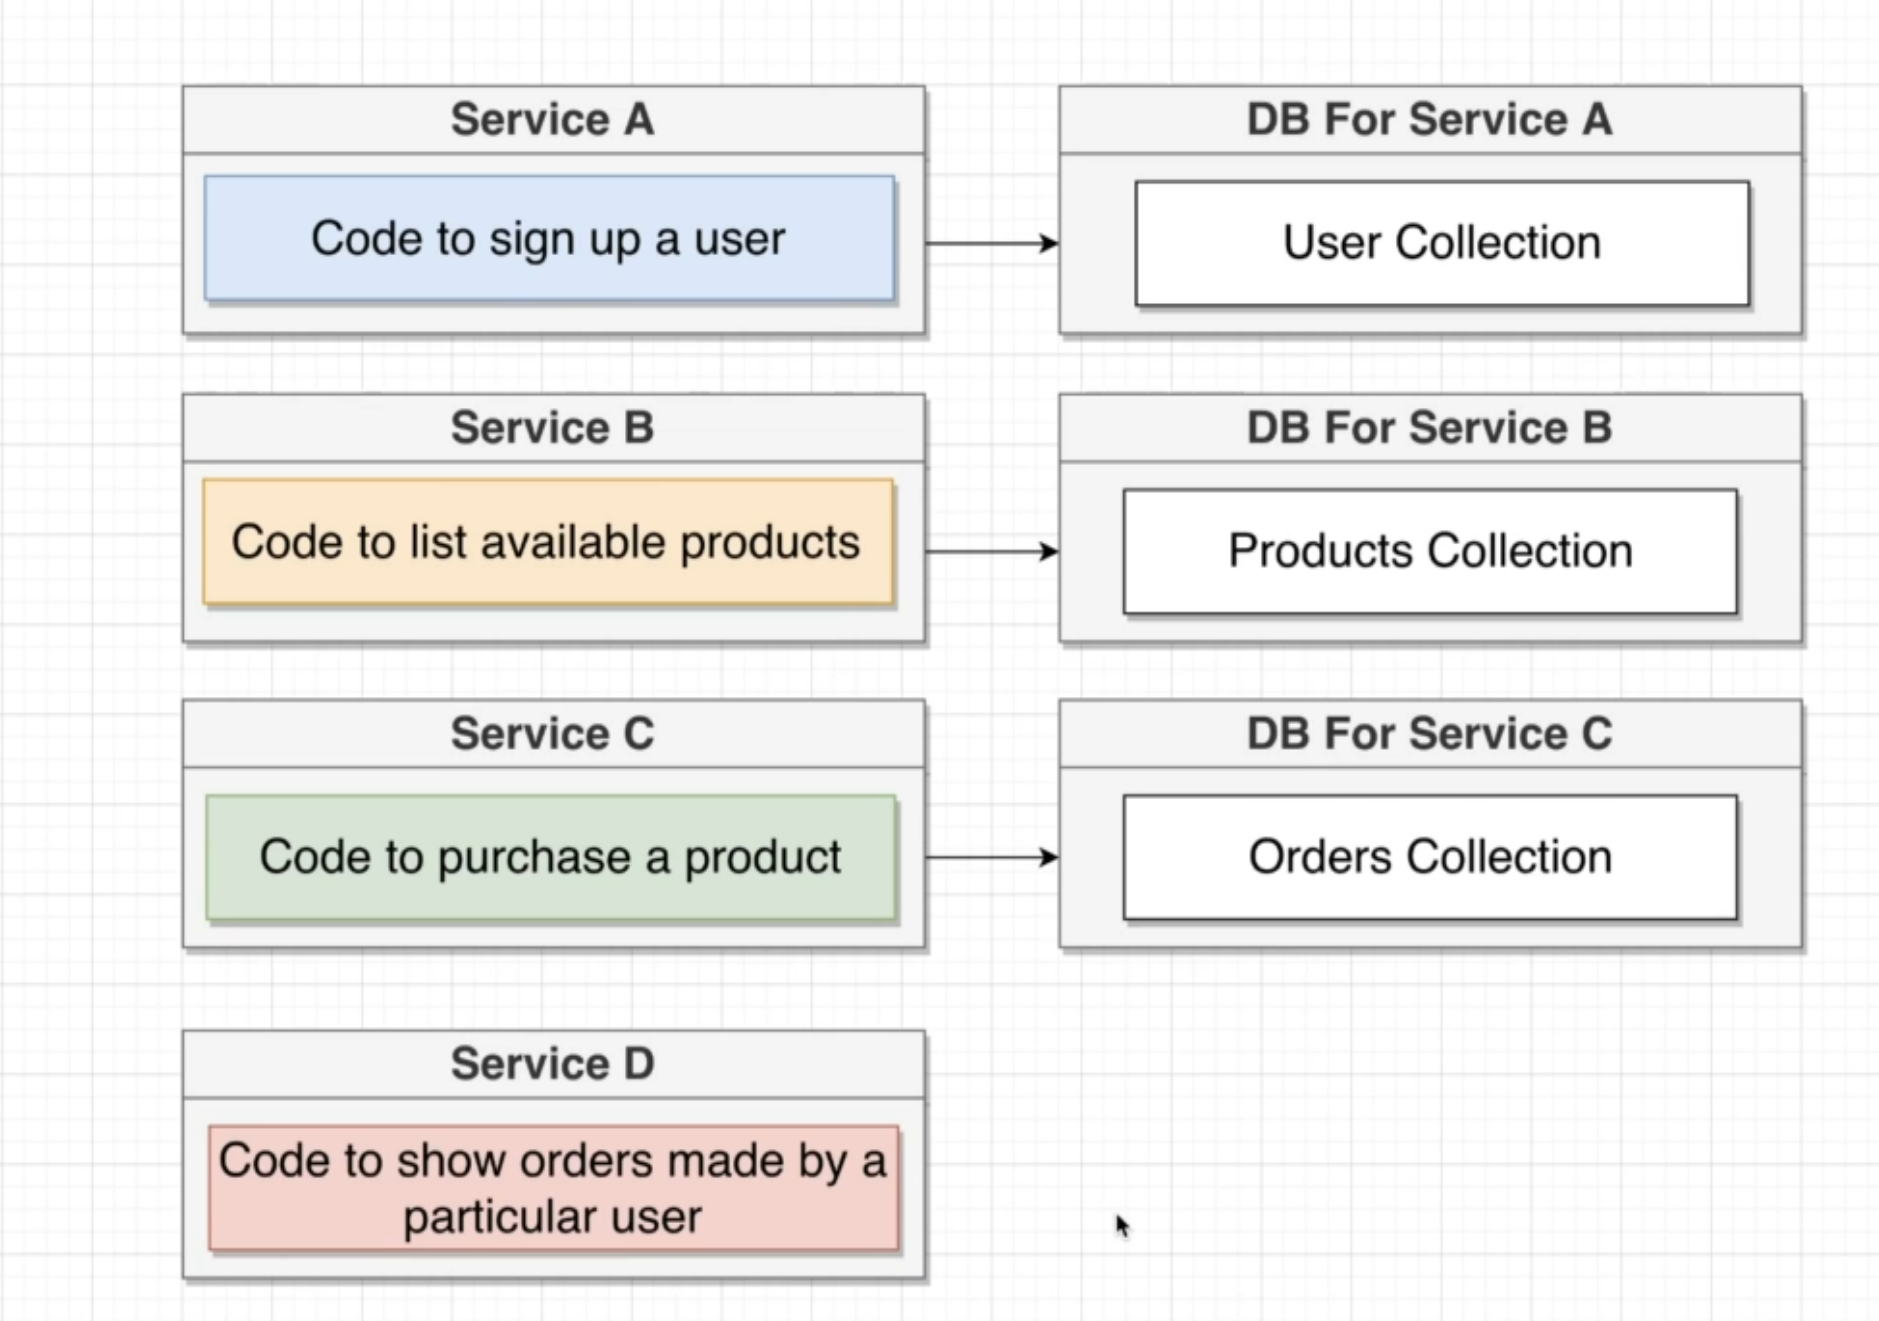 Service A
DB For Service A
Code to sign up a user
User Collection
Service B
DB For Service B
Code to list available products
Products Collection
Service C
DB For Service C
Code to purchase a product
Orders Collection
Service D
Code to show orders made by a
particular user